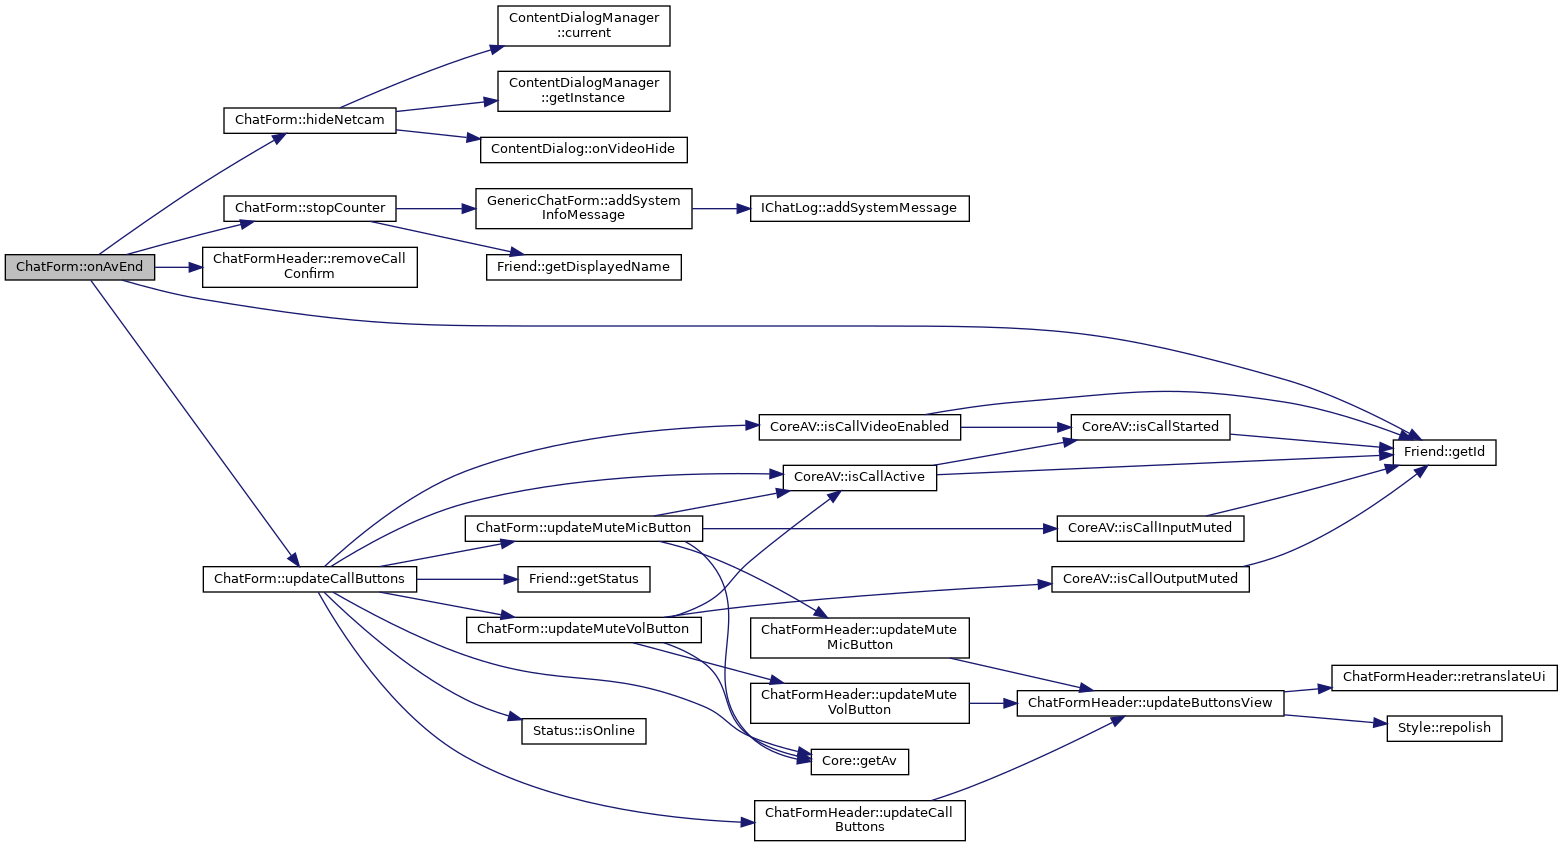 ContentDialogManager
::current
ContentDialogManager
::getInstance
ChatForm::hideNetcam
ContentDialog::onVideoHide
ChatForm::stopCounter
GenericChatForm::addSystem
InfoMessage
IChatLog::addSystemMessage
ChatForm::onAvEnd
ChatFormHeader::removeCall
Confirm
Friend::getDisplayedName
CoreAV::isCallVideoEnabled
CoreAV::isCallStarted
Friend::getId
CoreAV::isCallActive
ChatForm::updateMuteMicButton
CoreAV::isCallInputMuted
ChatForm::updateCallButtons
Friend::getStatus
CoreAV::isCallOutputMuted
ChatForm::updateMuteVolButton
ChatFormHeader::updateMute
MicButton
ChatFormHeader::retranslateUi
ChatFormHeader::updateMute
VolButton
ChatFormHeader::updateButtonsView
Status::isOnline
Style::repolish
Core::getAv
ChatFormHeader::updateCall
Buttons